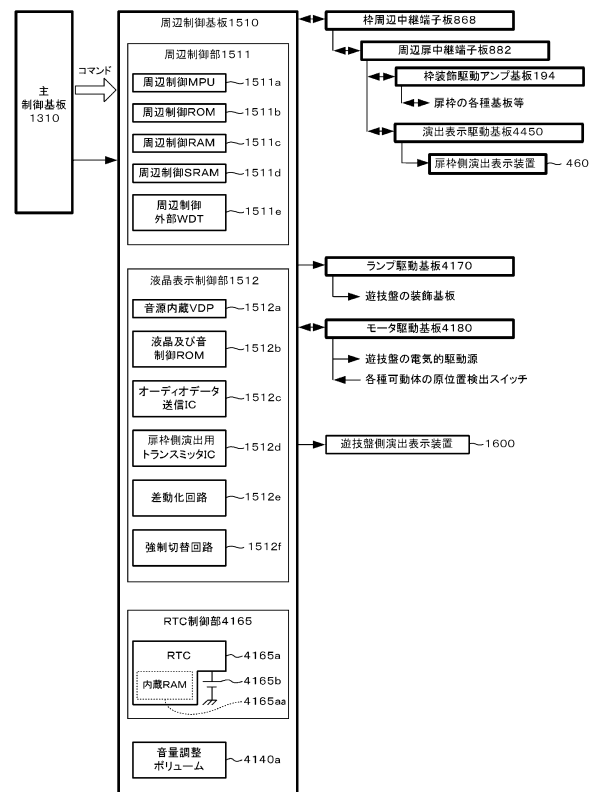 主
制御基板
1310
コマンド
周辺制御基板1510
周辺制御部1511
周辺制御MPU
1511a
周辺制御ROM
1511b
周辺制御RAM
1511c
周辺制御SRAM
1511d
周辺制御
外部WDT
1511e
液晶表示制御部1512
音源内蔵VDP
1512a
液晶及び音
制御ROM
1512b
オーディオデータ
送信IC
1512c
扉枠側演出用
トランスミッタIC
1512d
差動化回路
1512e
強制切替回路
1512f
RTC制御部4165
RTC
4165a
内蔵RAM
4165b
4165aa
音量調整
ボリューム
4140a
枠周辺中継端子板868
周辺扉中継端子板882
枠装飾駆動アンプ基板194
扉枠の各種基板等
演出表示駆動基板4450
扉枠側演出表示装置
460
ランプ駆動基板4170
遊技盤の装飾基板
モータ駆動基板4180
遊技盤の電気的駆動源
各種可動体の原位置検出スイッチ
遊技盤側演出表示装置
1600